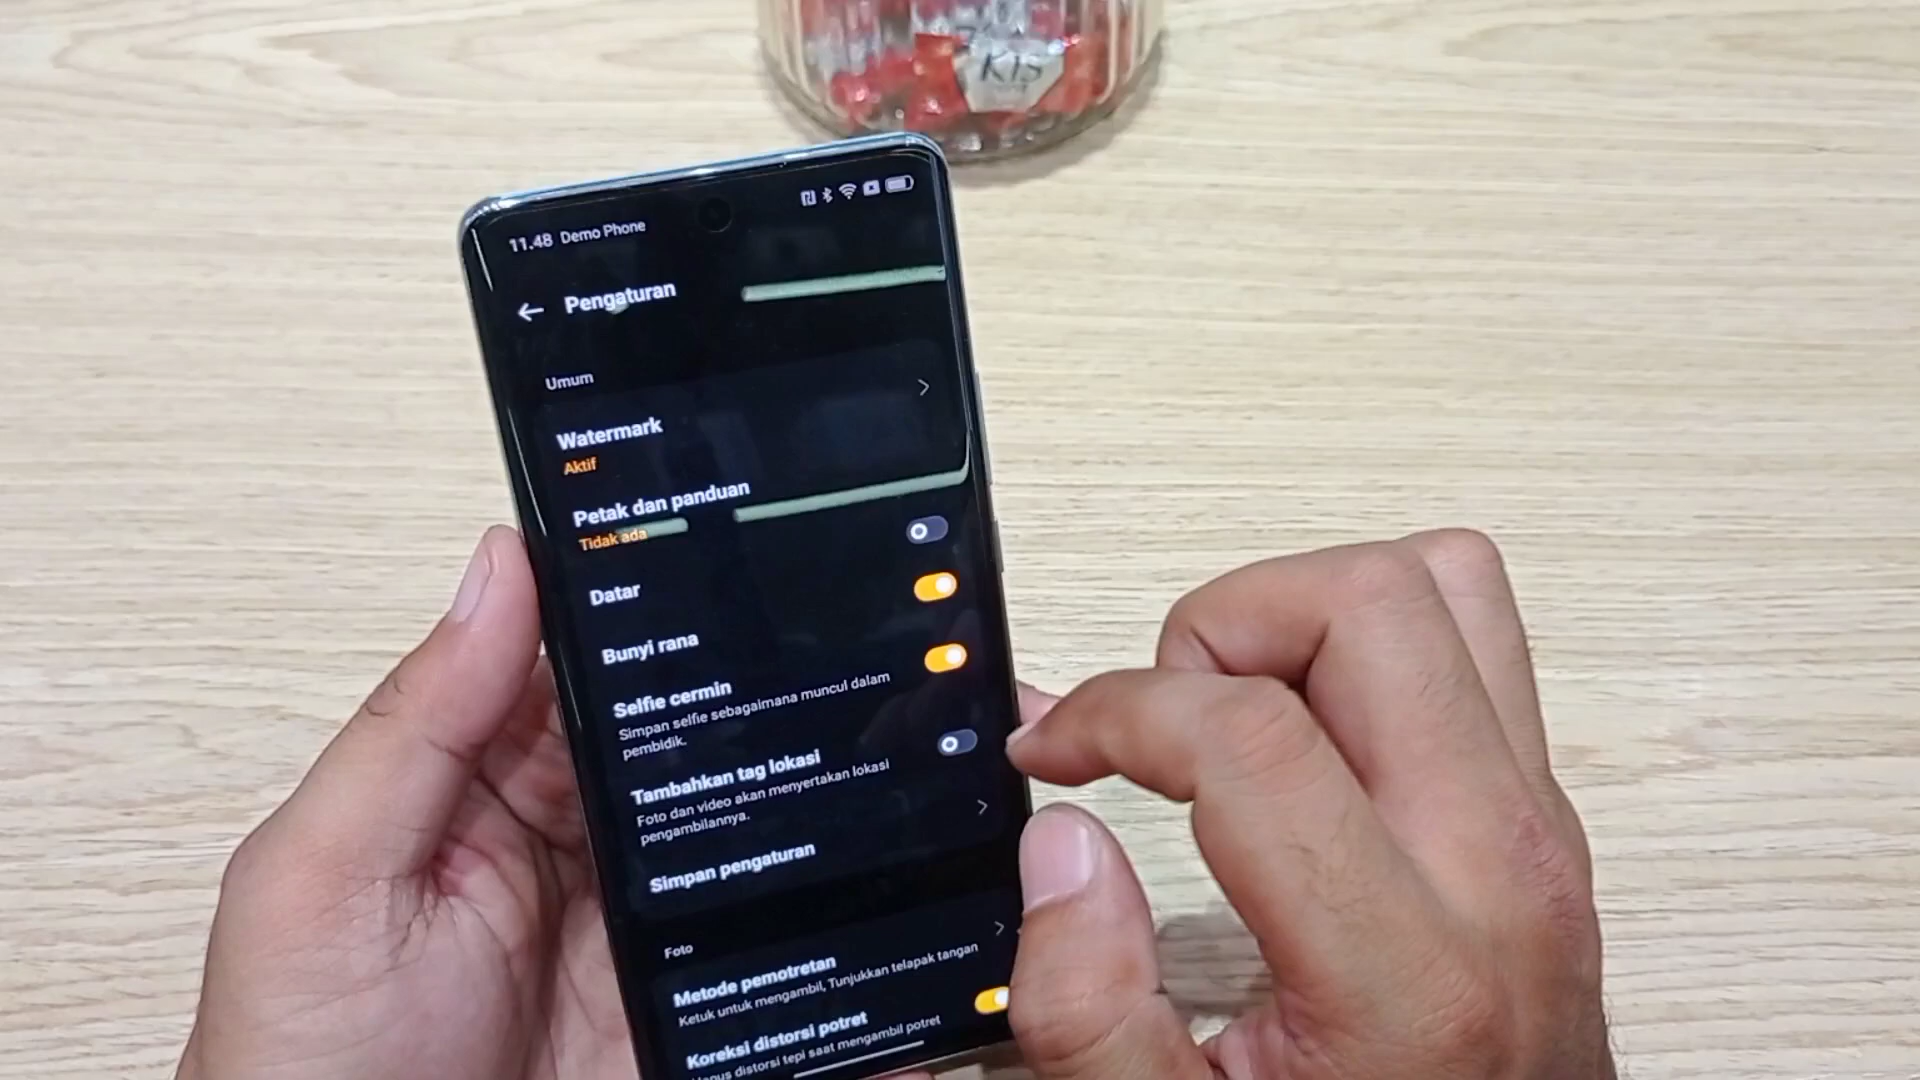 KIS
11.48 Demo Phone
Pengaturan
Umum
Watermark
Aktif
Petak dan panduan
Tidak ada
Datar
Bunyi rana
Selfie cermin
Simpan selfie sebagaimana muncul dalam
pembidik.
Tambahkan tag lokasi
Foto dan video akan menyertakan lokasi
pengambilannya.
Simpan pengaturan
Foto
Metode pemotretan
Ketuk untuk mengambil, Tunjukkan telapak tangan
Koreksi distorsi potret
Hapus distorsi tepi saat mengambil potret